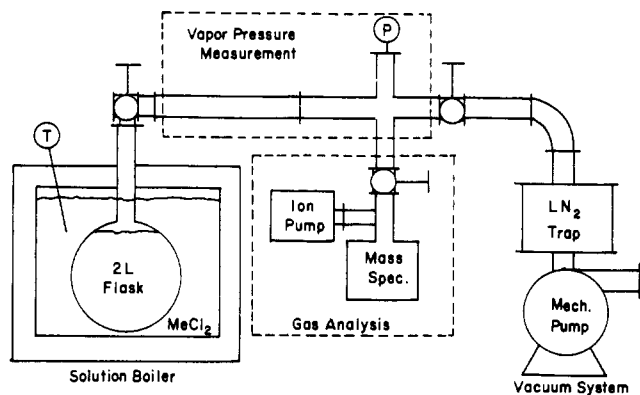 Vapor Pressure
Measurement
P
T
2L
Flask
MeCl₂
Solution Boiler
Ion
Pump
Mass
Spec.
Gas Analysis
LN₂
Trap
Mech.
Pump
Vacuum System